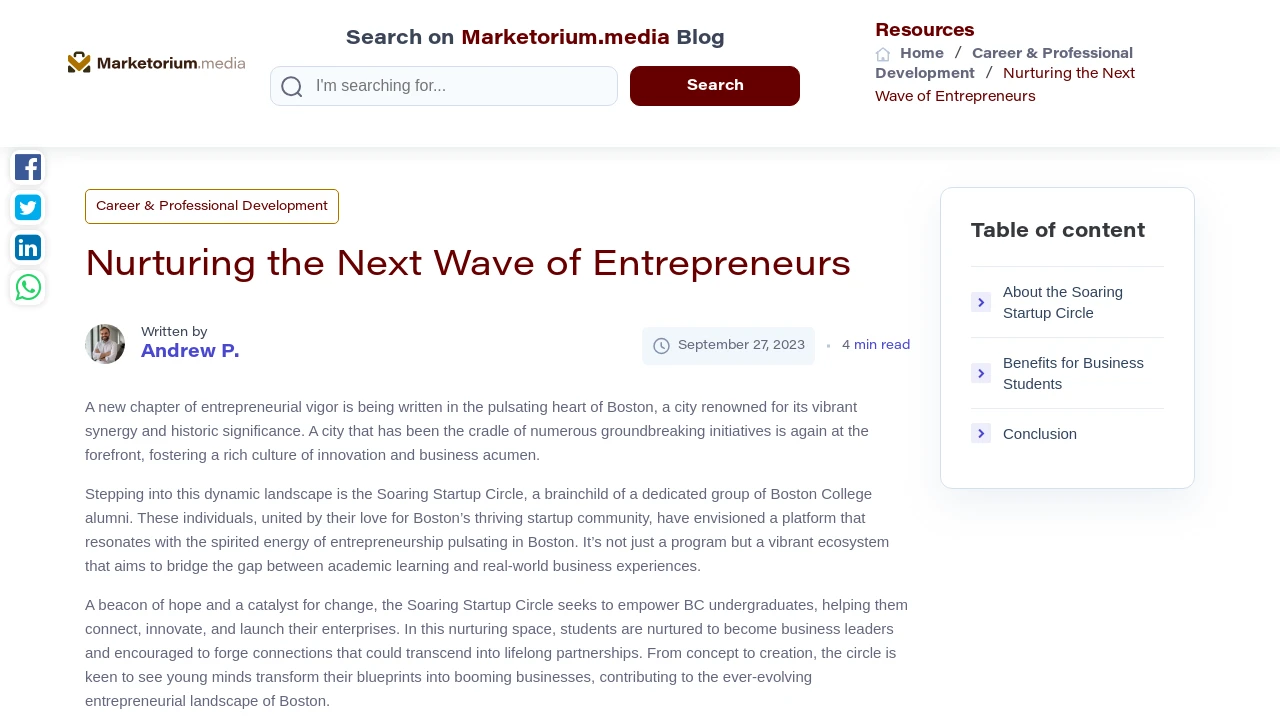 Marketorium.media
Search on Marketorium.media Blog
I'm searching for...
Search
Resources
Home / Career & Professional
Development / Nurturing the Next
Wave of Entrepreneurs
Career & Professional Development
Nurturing the Next Wave of Entrepreneurs
Written by
Andrew P.
September 27, 2023
4 min read
A new chapter of entrepreneurial vigor is being written in the pulsating heart of Boston, a city renowned for its vibrant
synergy and historic significance. A city that has been the cradle of numerous groundbreaking initiatives is again at the
forefront, fostering a rich culture of innovation and business acumen.
Stepping into this dynamic landscape is the Soaring Startup Circle, a brainchild of a dedicated group of Boston College
alumni. These individuals, united by their love for Boston’s thriving startup community, have envisioned a platform that
resonates with the spirited energy of entrepreneurship pulsating in Boston. It’s not just a program but a vibrant ecosystem
that aims to bridge the gap between academic learning and real-world business experiences.
A beacon of hope and a catalyst for change, the Soaring Startup Circle seeks to empower BC undergraduates, helping them
connect, innovate, and launch their enterprises. In this nurturing space, students are nurtured to become business leaders
and encouraged to forge connections that could transcend into lifelong partnerships. From concept to creation, the circle is
keen to see young minds transform their blueprints into booming businesses, contributing to the ever-evolving
entrepreneurial landscape of Boston.
Table of content
About the Soaring
Startup Circle
Benefits for Business
Students
Conclusion